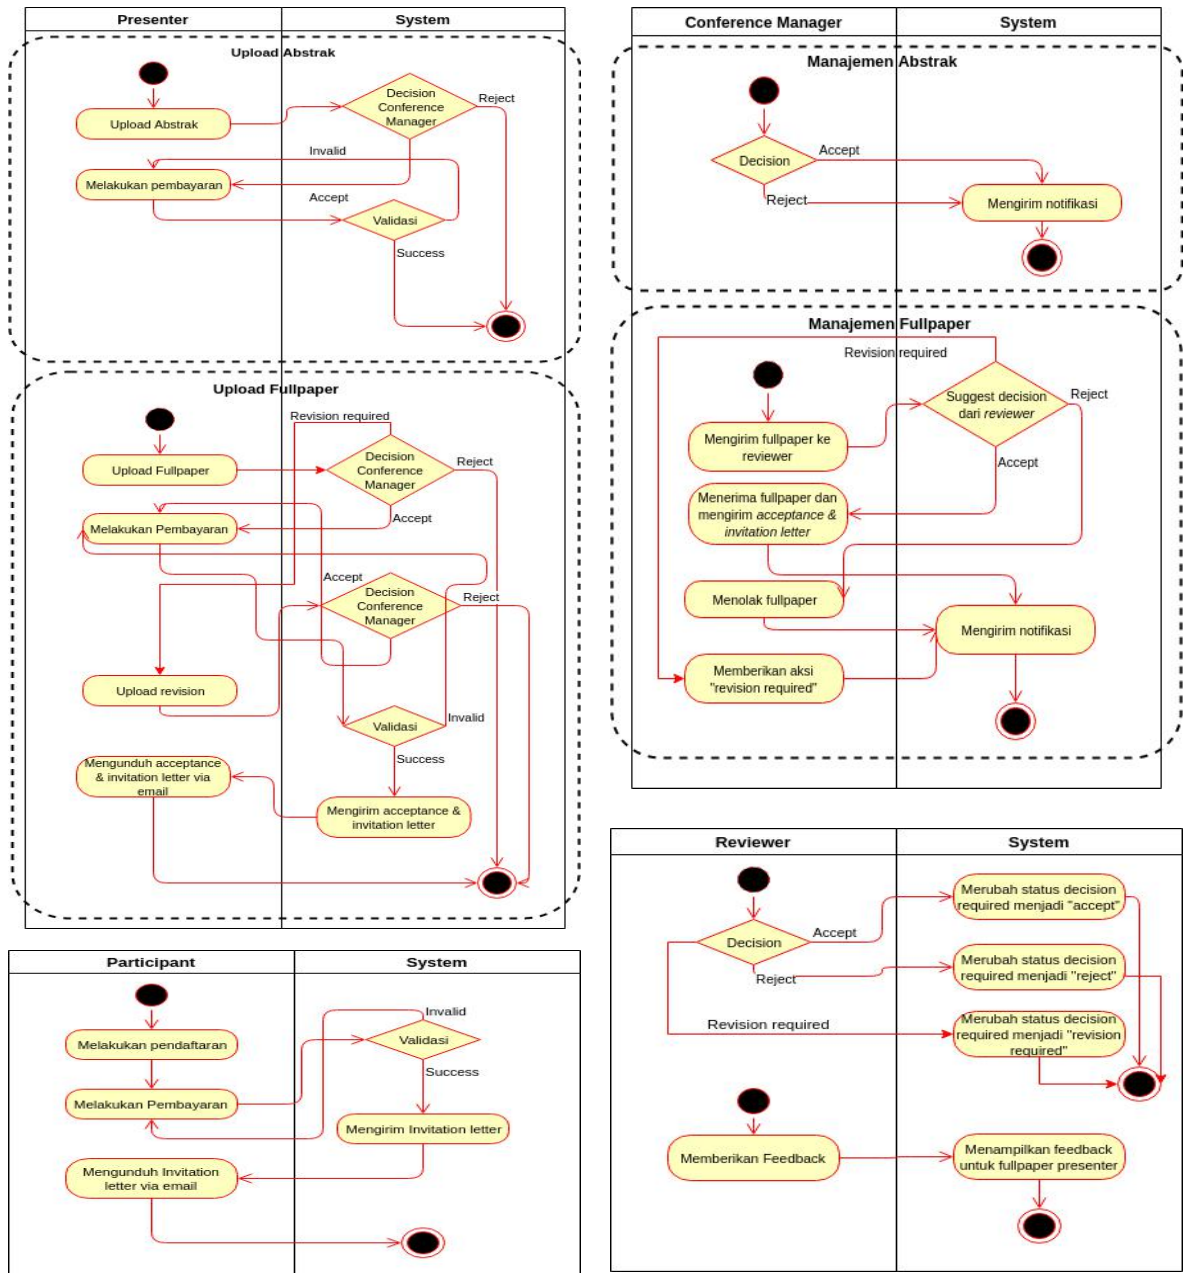 Presenter
System
Upload Abstrak
Upload Abstrak
Decision
Conference
Manager
Reject
Invalid
Melakukan pembayaran
Accept
Validasi
Success
Upload Fullpaper
Revision required
Upload Fullpaper
Decision
Conference
Manager
Reject
Accept
Melakukan Pembayaran
Accept
Decision
Conference
Manager
Reject
Upload revision
Validasi
Invalid
Success
Mengunduh acceptance
& invitation letter via
email
Mengirim acceptance &
invitation letter
Conference Manager
System
Manajemen Abstrak
Decision
Accept
Reject
Mengirim notifikasi
Manajemen Fullpaper
Revision required
Suggest decision
dari reviewer
Reject
Mengirim fullpaper ke
reviewer
Accept
Menerima fullpaper dan
mengirim acceptance &
invitation letter
Menolak fullpaper
Mengirim notifikasi
Memberikan aksi
"revision required"
Participant
System
Invalid
Melakukan pendaftaran
Validasi
Success
Melakukan Pembayaran
Mengirim Invitation letter
Mengunduh Invitation
letter via email
Reviewer
System
Merubah status decision
required menjadi "accept"
Decision
Accept
Reject
Merubah status decision
required menjadi "reject"
Revision required
Merubah status decision
required menjadi "revision
required"
Memberikan Feedback
Menampilkan feedback
untuk fullpaper presenter